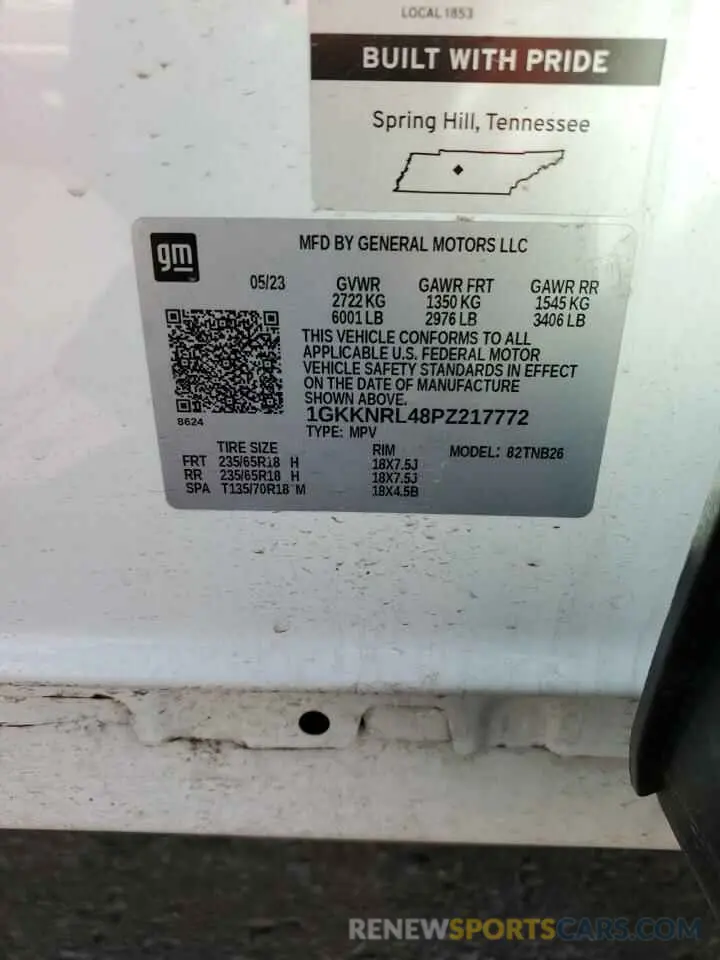 LOCAL 1853
BUILT WITH PRIDE
Spring Hill, Tennessee
gm
MFD BY GENERAL MOTORS LLC
05/23 GVWR GAWR FRT GAWR RR
2722 KG 1350 KG 1545 KG
6001 LB 2976 LB 3406 LB
THIS VEHICLE CONFORMS TO ALL
APPLICABLE U.S. FEDERAL MOTOR
VEHICLE SAFETY STANDARDS IN EFFECT
ON THE DATE OF MANUFACTURE
SHOWN ABOVE.
8624
1GKKNRL48PZ217772
TYPE: MPV
TIRE SIZE RIM MODEL: 82TNB26
FRT 235/65R18 H 18X7.5J
RR 235/65R18 H 18X7.5J
SPA T135/70R18 M 18X4.5B
RENEWSPORTSCARS.COM